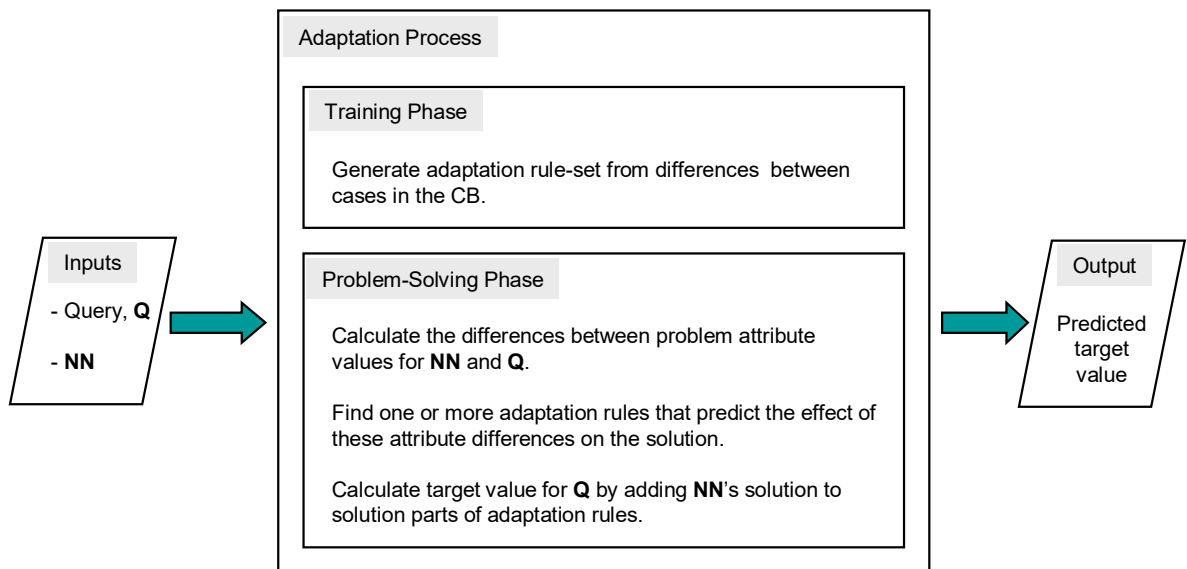 Adaptation Process
Training Phase
Generate adaptation rule-set from differences between
cases in the CB.
Inputs
- Query, Q
- NN
Problem-Solving Phase
Calculate the differences between problem attribute
values for NN and Q.
Find one or more adaptation rules that predict the effect of
these attribute differences on the solution.
Calculate target value for Q by adding NN’s solution to
solution parts of adaptation rules.
Output
Predicted
target
value